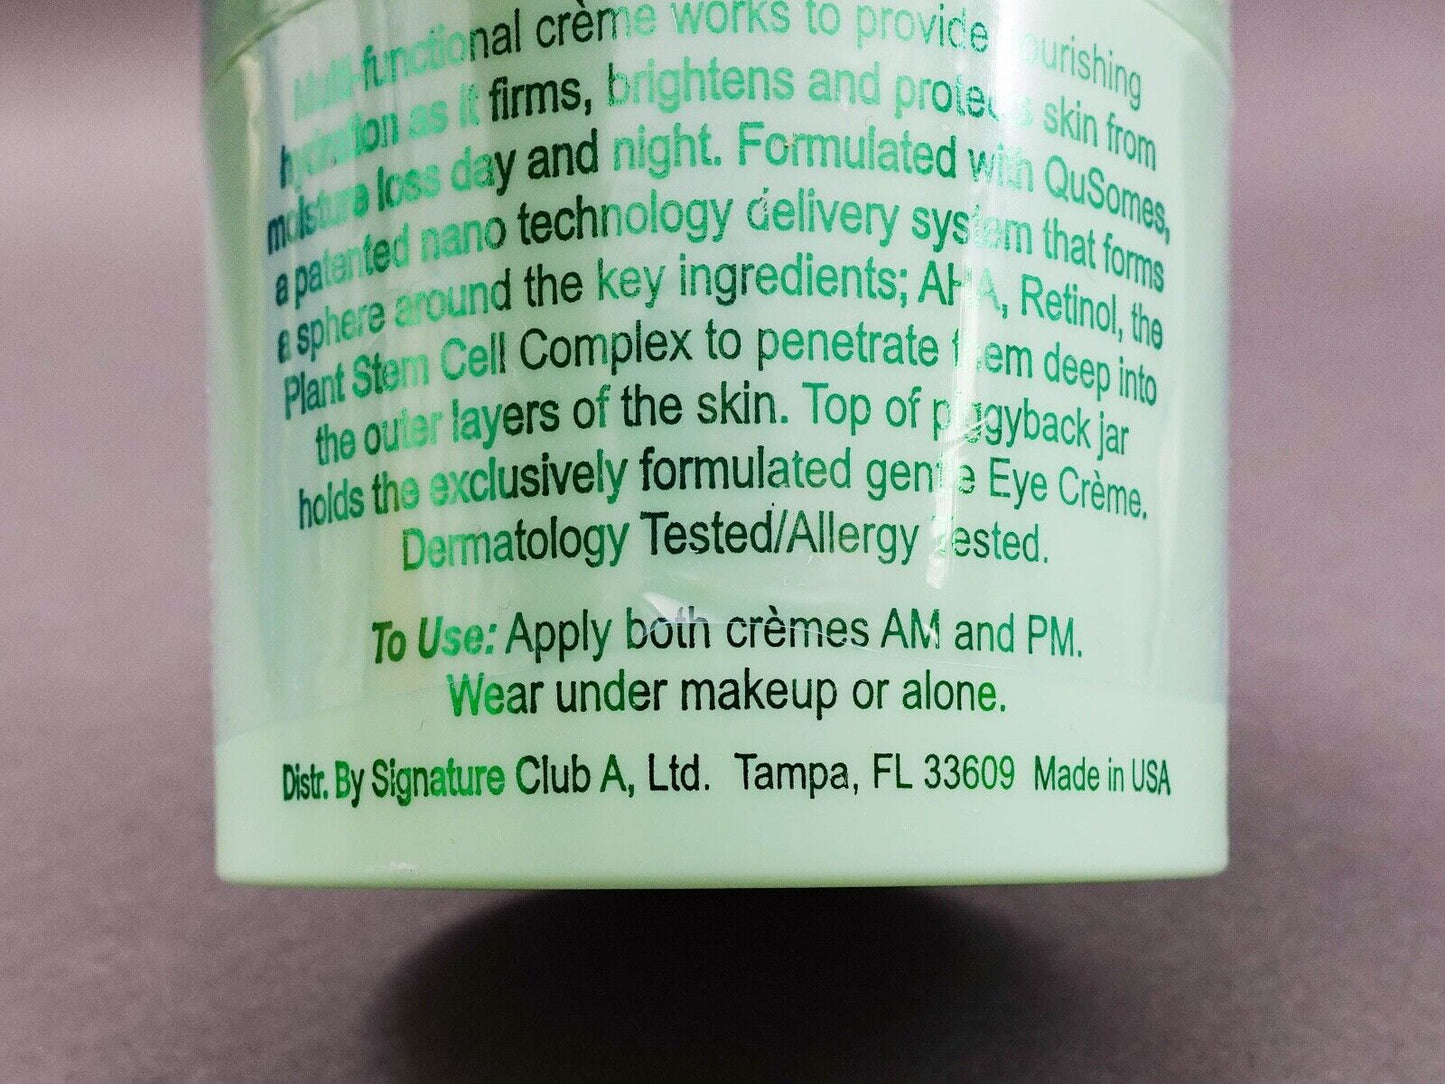 Multi-functional crème works to provide nourishing
hydration as it firms, brightens and protects skin from
moisture loss day and night. Formulated with QuSomes,
a patented nano technology delivery system that forms
a sphere around the key ingredients; AHA, Retinol, the
Plant Stem Cell Complex to penetrate them deep into
the outer layers of the skin. Top of piggyback jar
holds the exclusively formulated gentle Eye Crème.
Dermatology Tested/Allergy Tested.
To Use: Apply both crèmes AM and PM.
Wear under makeup or alone.
Distr. By Signature Club A, Ltd. Tampa, FL 33609 Made in USA